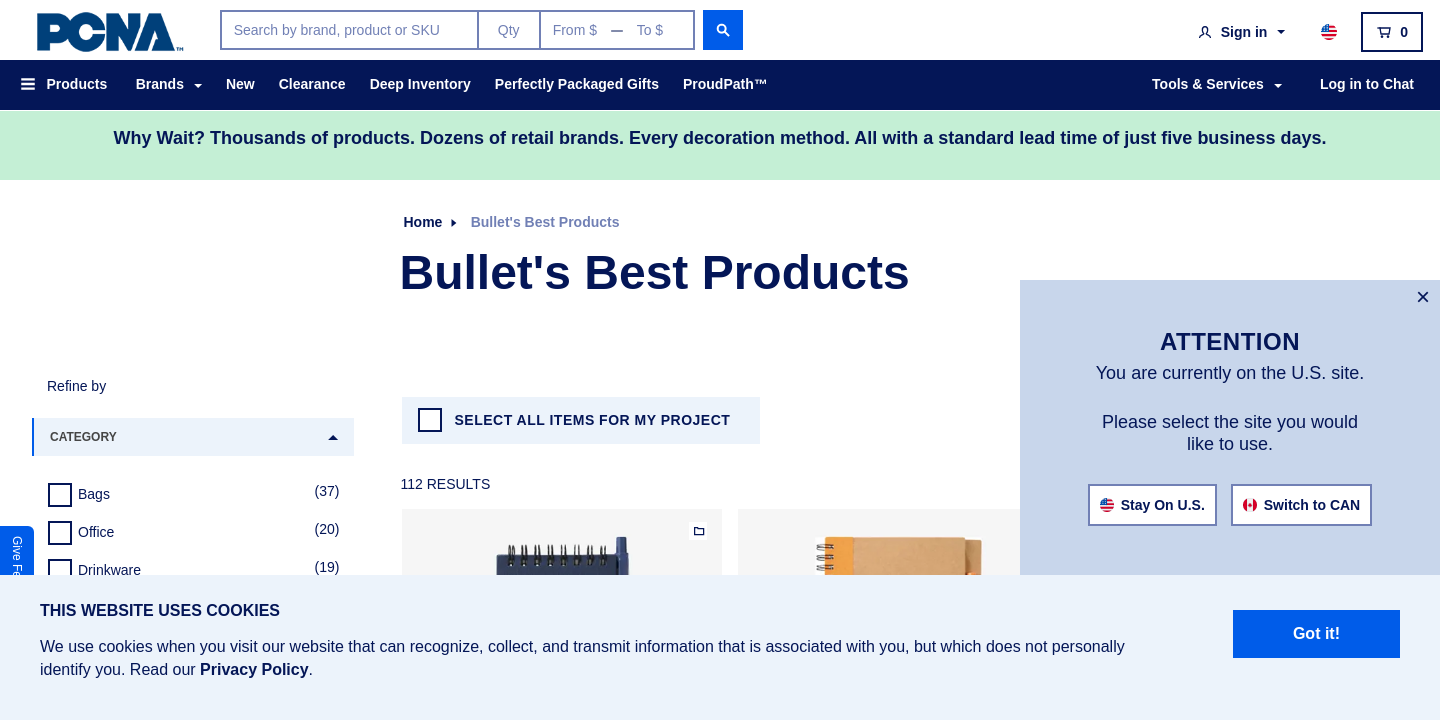 PCNA™
Search by brand, product or SKU Qty From $ — To $
Sign in 0
Products Brands New Clearance Deep Inventory Perfectly Packaged Gifts ProudPath™ Tools & Services Log in to Chat
Why Wait? Thousands of products. Dozens of retail brands. Every decoration method. All with a standard lead time of just five business days.
Home Bullet's Best Products
Bullet's Best Products
×
ATTENTION
You are currently on the U.S. site.
Please select the site you would
like to use.
Stay On U.S. Switch to CAN
Refine by
CATEGORY
Bags (37)
Office (20)
Drinkware (19)
SELECT ALL ITEMS FOR MY PROJECT
112 RESULTS
Give
THIS WEBSITE USES COOKIES
We use cookies when you visit our website that can recognize, collect, and transmit information that is associated with you, but which does not personally
identify you. Read our Privacy Policy.
Got it!